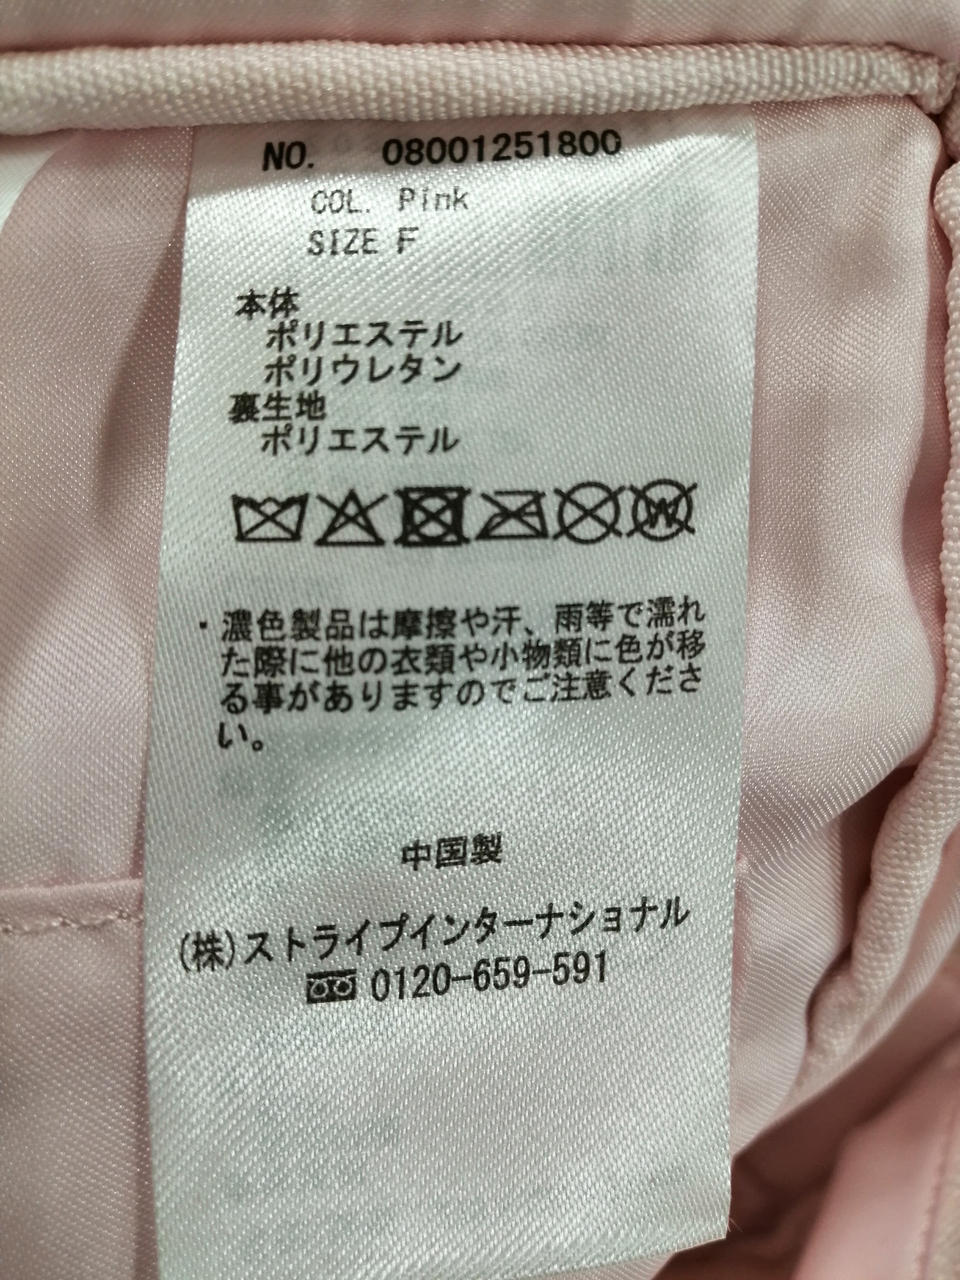 NO. 08001251800
COL. Pink
SIZE F
本体
ポリエステル
ポリウレタン
裏生地
ポリエステル
W
・濃色製品は摩擦や汗、雨等で濡れ
た際に他の衣類や小物類に色が移
る事がありますのでご注意くださ
い。
中国製
(株)ストライプインターナショナル
0120-659-591